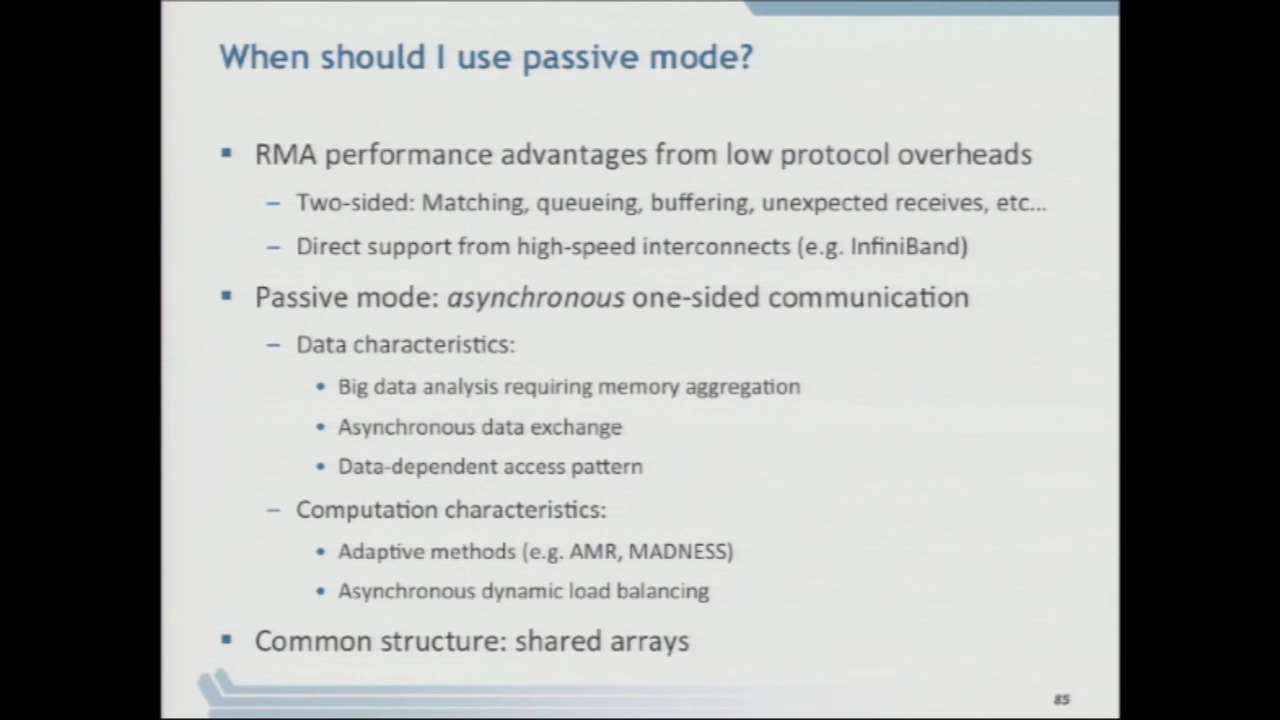 When should I use passive mode?
▪ RMA performance advantages from low protocol overheads
– Two-sided: Matching, queueing, buffering, unexpected receives, etc...
– Direct support from high-speed interconnects (e.g. InfiniBand)
▪ Passive mode: asynchronous one-sided communication
– Data characteristics:
• Big data analysis requiring memory aggregation
• Asynchronous data exchange
• Data-dependent access pattern
– Computation characteristics:
• Adaptive methods (e.g. AMR, MADNESS)
• Asynchronous dynamic load balancing
▪ Common structure: shared arrays
85